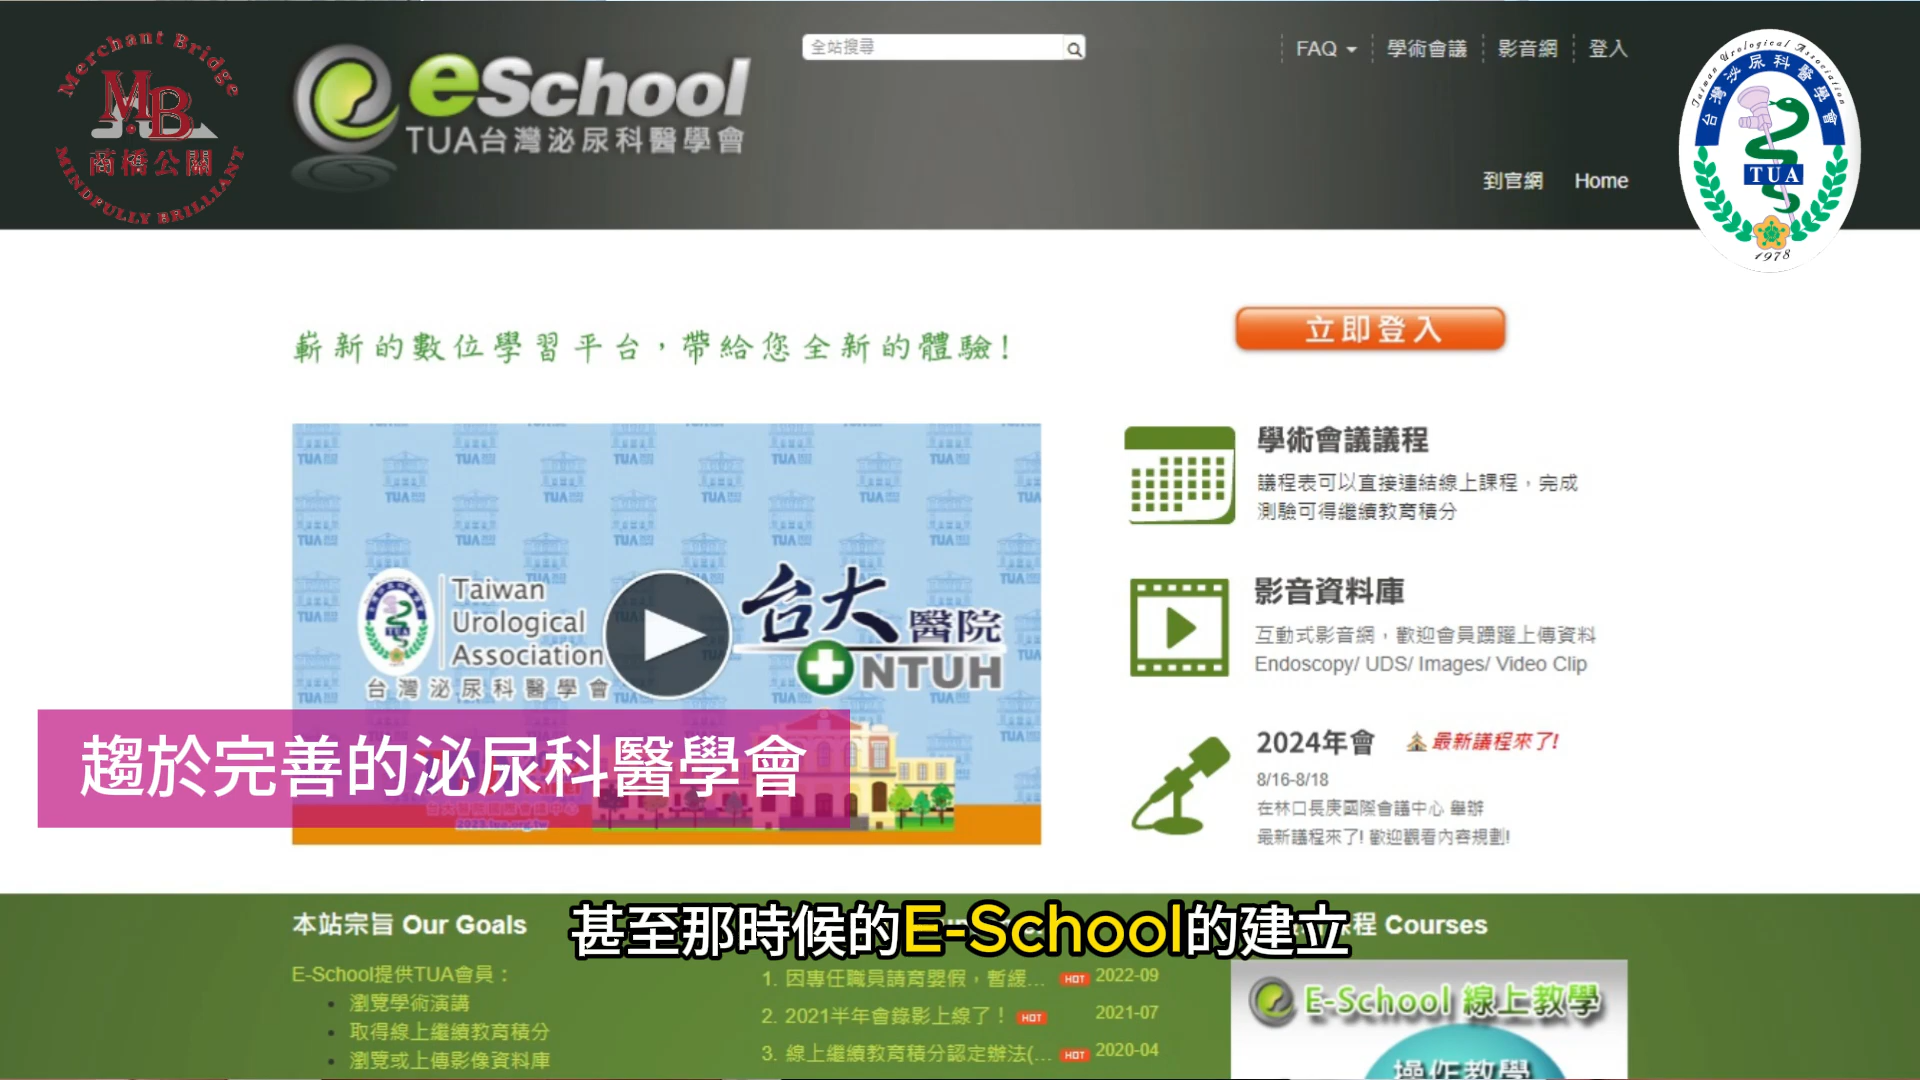 Merchant Bridge
M.B
商橋公關
MINDFULLY BRILLIANT
eSchool
TUA台灣泌尿科醫學會
全站搜尋
FAQ
學術會議
影音網
登入
到官網
Home
Taiwan Urological Association
台灣泌尿科醫學會
TUA
1978
嶄新的數位學習平台，帶給您全新的體驗!
立即登入
Taiwan
Urological
Association
台灣泌尿科醫學會
台大醫院
NTUH
2023.tua.org.tw
學術會議議程
議程表可以直接連結線上課程，完成
測驗可得繼續教育積分
影音資料庫
互動式影音網，歡迎會員踴躍上傳資料
Endoscopy/ UDS/ Images/ Video Clip
2024年會
最新議程來了!
8/16-8/18
在林口長庚國際會議中心 舉辦
最新議程來了! 歡迎觀看內容規劃!
趨於完善的泌尿科醫學會
甚至那時候的E-School的建立
本站宗旨 Our Goals
E-School提供TUA會員：
瀏覽學術演講
取得線上繼續教育積分
瀏覽或上傳影像資料庫
1. 因專任職員請育嬰假，暫緩... HOT 2022-09
2. 2021半年會錄影上線了！ HOT 2021-07
3. 線上繼續教育積分認定辦法(... HOT 2020-04
程 Courses
E-School 線上教學
操作教學